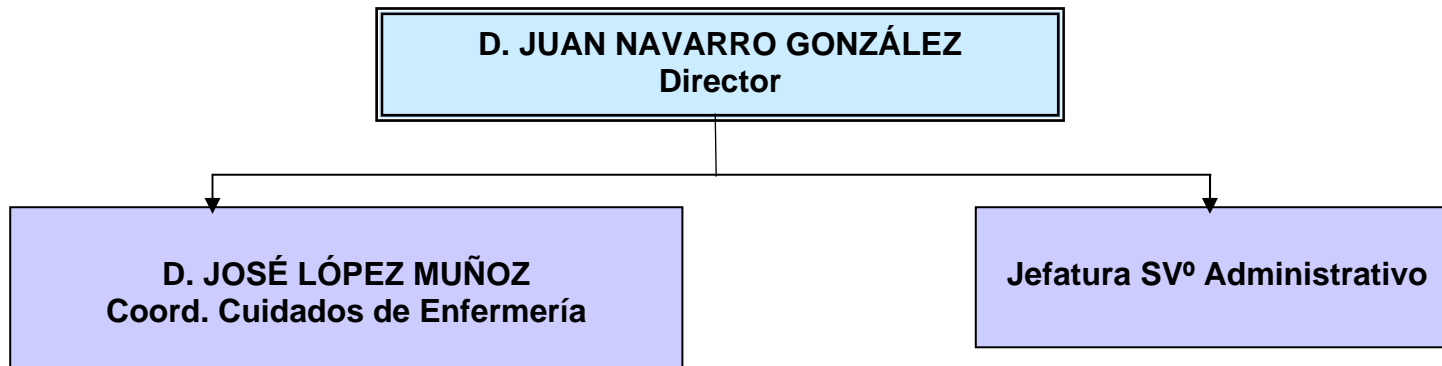 D. JUAN NAVARRO GONZÁLEZ
Director
D. JOSÉ LÓPEZ MUÑOZ
Coord. Cuidados de Enfermería
Jefatura SVº Administrativo